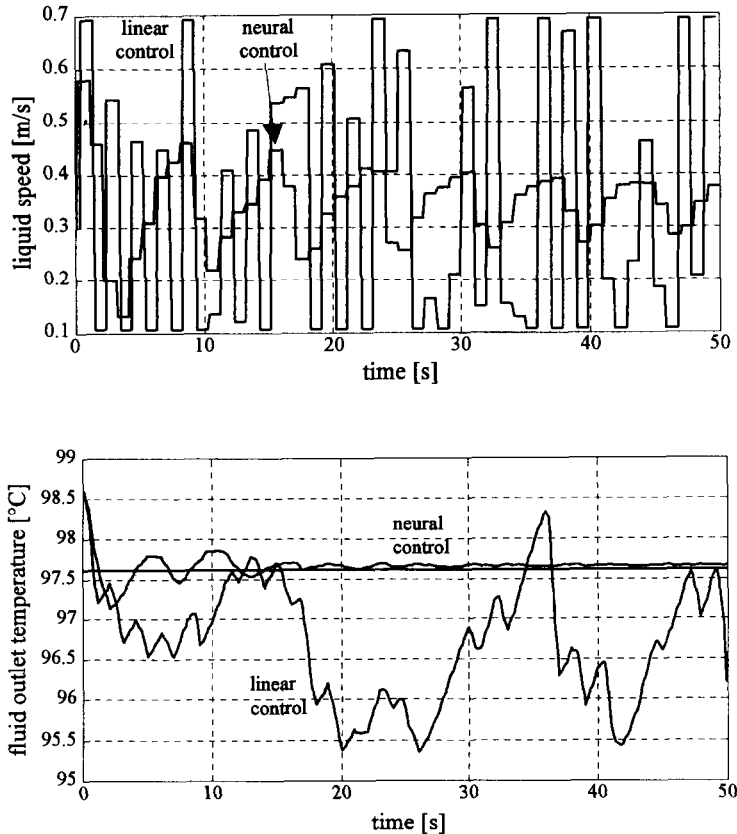 0.7
linear
control
neural
control
0.6
0.5
0.4
0.3
0.2
0.1
liquid speed [m/s]
0 10 20 30 40 50
time [s]
99
98.5
98
97.5
97
96.5
96
95.5
95
fluid outlet temperature [°C]
neural
control
linear
control
0 10 20 30 40 50
time [s]